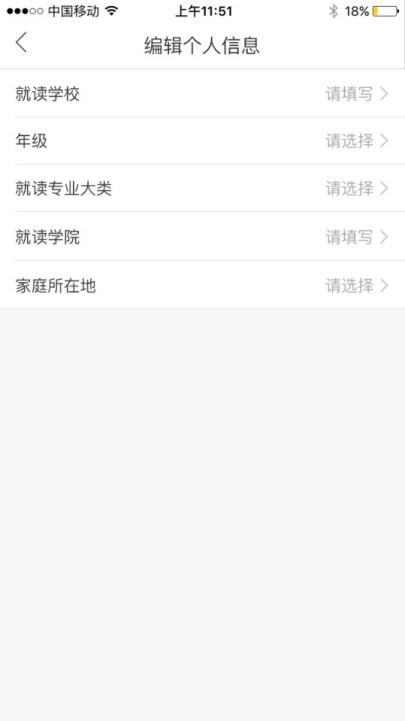 中国移动 上午11:51 18%
编辑个人信息
就读学校 请填写
年级 请选择
就读专业大类 请选择
就读学院 请填写
家庭所在地 请选择